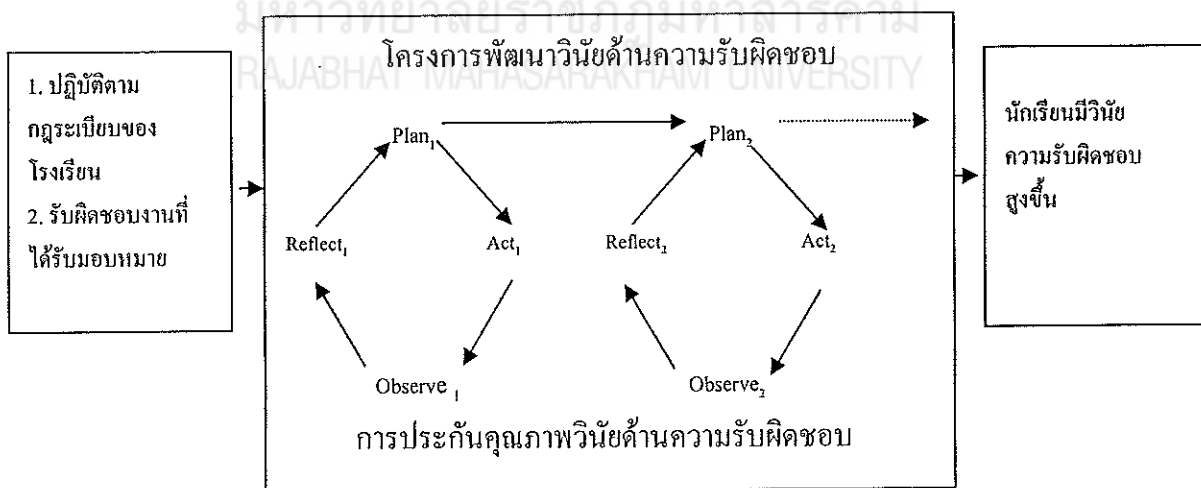 มหาวิทยาลัยราชภัฏมหาสารคาม
RAJABHAT MAHASARAKHAM UNIVERSITY
โครงการพัฒนาวินัยด้านความรับผิดชอบ
1. ปฏิบัติตาม
กฎระเบียบของ
โรงเรียน
2. รับผิดชอบงานที่
ได้รับมอบหมาย
Plan₁
Plan₂
Reflect₁
Act₁
Reflect₂
Act₂
Observe ₁
Observe₂
การประกันคุณภาพวินัยด้านความรับผิดชอบ
นักเรียนมีวินัย
ความรับผิดชอบ
สูงขึ้น